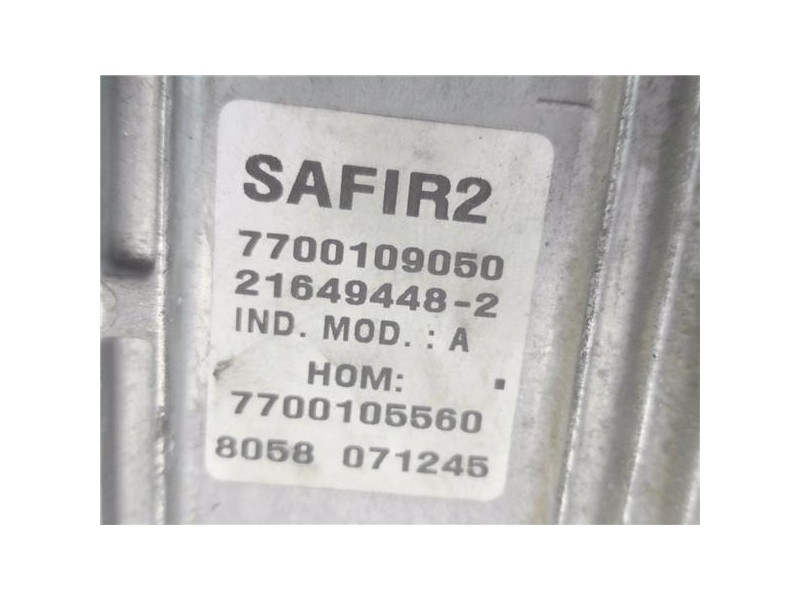 SAFIR2
7700109050
21649448-2
IND. MOD. : A
HOM: .
7700105560
8058 071245